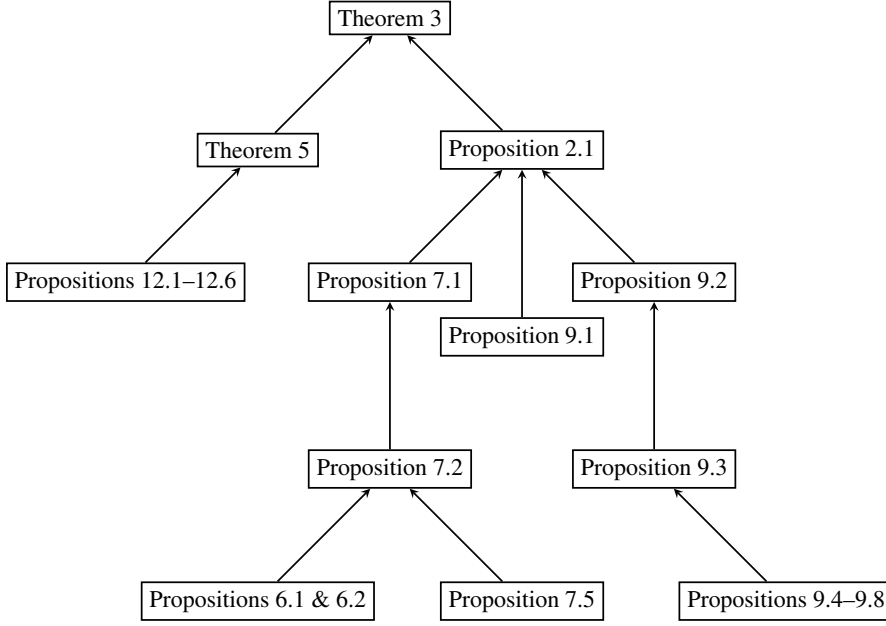 Theorem 3
Theorem 5
Proposition 2.1
Propositions 12.1–12.6
Proposition 7.1
Proposition 9.2
Proposition 9.1
Proposition 7.2
Proposition 9.3
Propositions 6.1 & 6.2
Proposition 7.5
Propositions 9.4–9.8